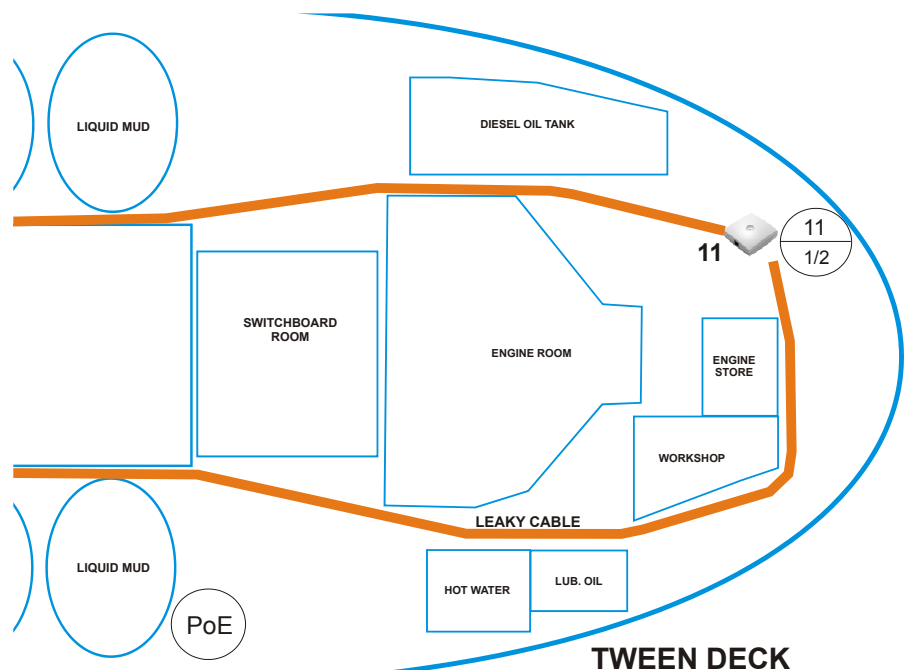 LIQUID MUD
DIESEL OIL TANK
11
11
1/2
SWITCHBOARD
ROOM
ENGINE ROOM
ENGINE
STORE
WORKSHOP
LEAKY CABLE
LIQUID MUD
HOT WATER
LUB. OIL
PoE
TWEEN DECK